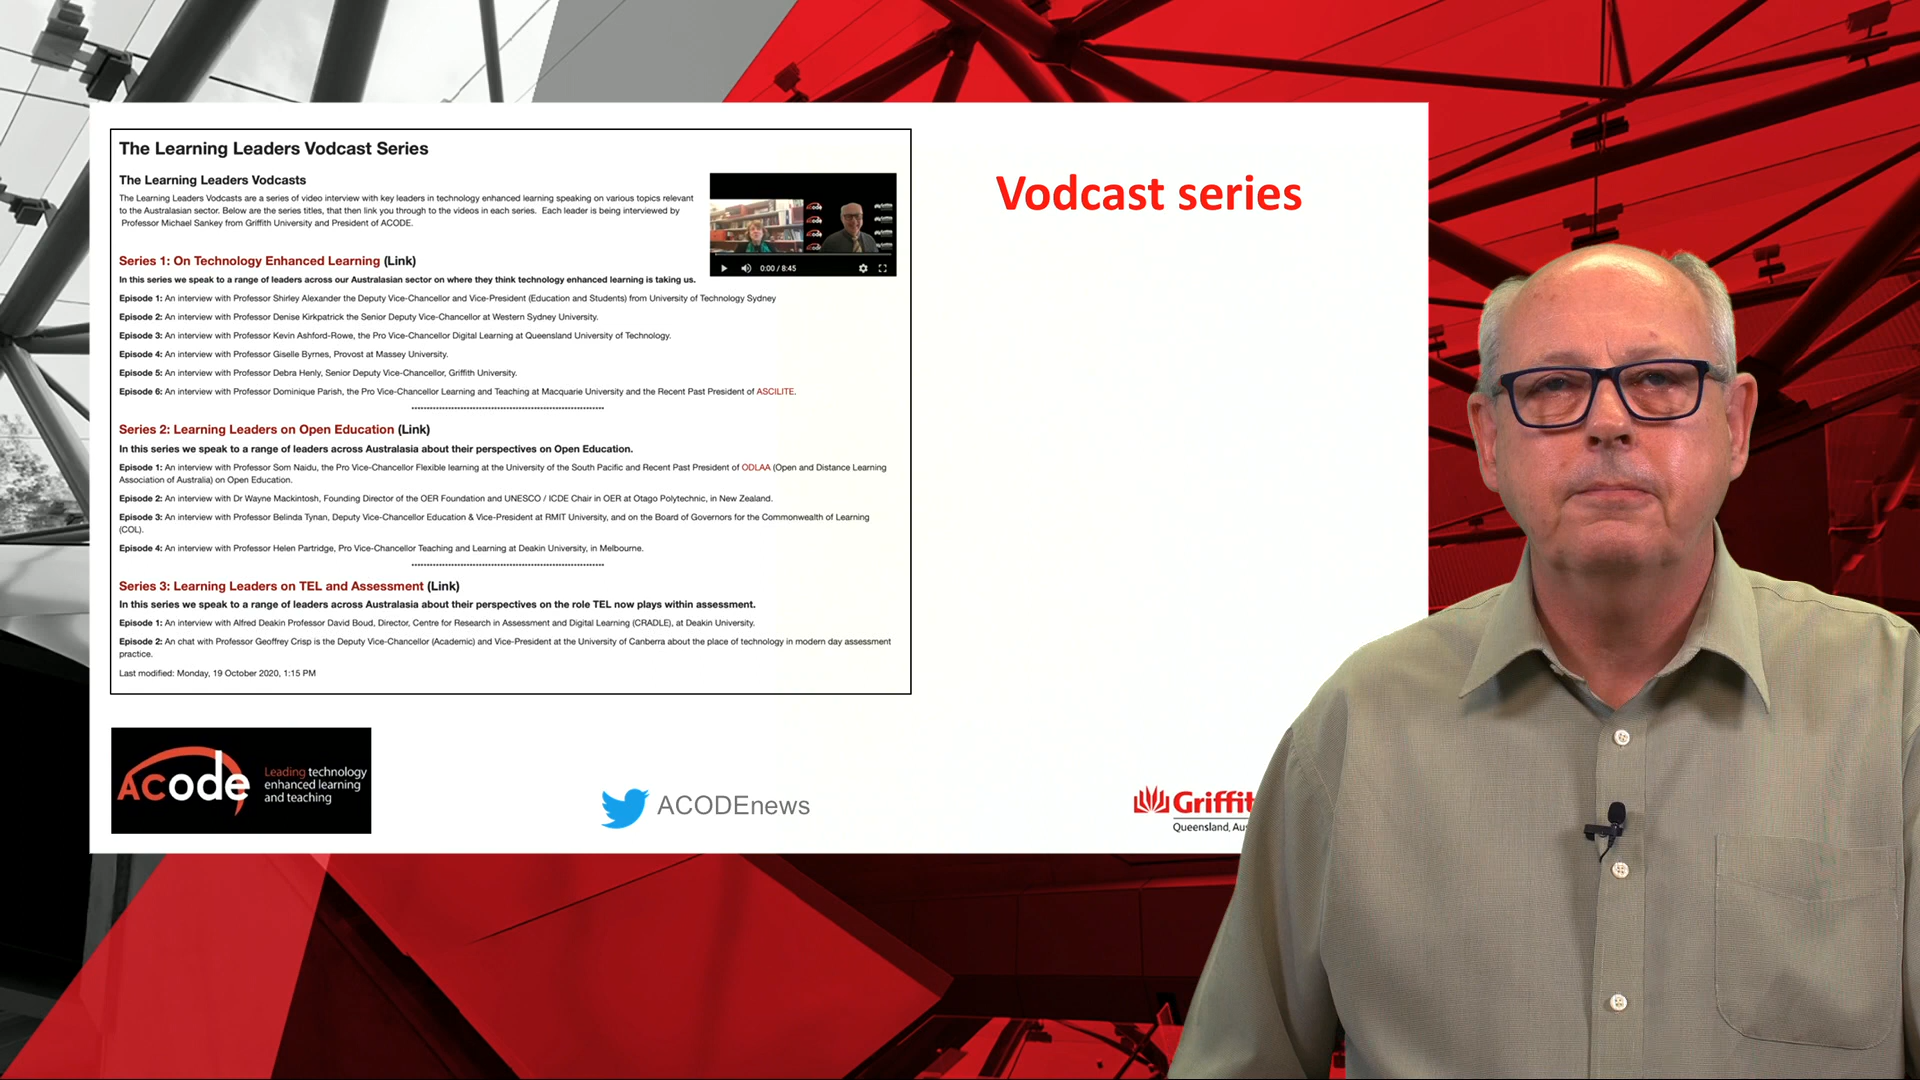 The Learning Leaders Vodcast Series
The Learning Leaders Vodcasts
The Learning Leaders Vodcasts are a series of video interview with key leaders in technology enhanced learning speaking on various topics relevant
to the Australasian sector. Below are the series titles, that then link you through to the videos in each series. Each leader is being interviewed by
Professor Michael Sankey from Griffith University and President of ACODE.
0:00 / 8:45
Series 1: On Technology Enhanced Learning (Link)
In this series we speak to a range of leaders across our Australasian sector on where they think technology enhanced learning is taking us.
Episode 1: An interview with Professor Shirley Alexander the Deputy Vice-Chancellor and Vice-President (Education and Students) from University of Technology Sydney
Episode 2: An interview with Professor Denise Kirkpatrick the Senior Deputy Vice-Chancellor at Western Sydney University.
Episode 3: An interview with Professor Kevin Ashford-Rowe, the Pro Vice-Chancellor Digital Learning at Queensland University of Technology.
Episode 4: An interview with Professor Giselle Byrnes, Provost at Massey University.
Episode 5: An interview with Professor Debra Henly, Senior Deputy Vice-Chancellor, Griffith University.
Episode 6: An interview with Professor Dominique Parish, the Pro Vice-Chancellor Learning and Teaching at Macquarie University and the Recent Past President of ASCILITE.
Series 2: Learning Leaders on Open Education (Link)
In this series we speak to a range of leaders across Australasia about their perspectives on Open Education.
Episode 1: An interview with Professor Som Naidu, the Pro Vice-Chancellor Flexible learning at the University of the South Pacific and Recent Past President of ODLAA (Open and Distance Learning
Association of Australia) on Open Education.
Episode 2: An interview with Dr Wayne Mackintosh, Founding Director of the OER Foundation and UNESCO / ICDE Chair in OER at Otago Polytechnic, in New Zealand.
Episode 3: An interview with Professor Belinda Tynan, Deputy Vice-Chancellor Education & Vice-President at RMIT University, and on the Board of Governors for the Commonwealth of Learning
(COL).
Episode 4: An interview with Professor Helen Partridge, Pro Vice-Chancellor Teaching and Learning at Deakin University, in Melbourne.
Series 3: Learning Leaders on TEL and Assessment (Link)
In this series we speak to a range of leaders across Australasia about their perspectives on the role TEL now plays within assessment.
Episode 1: An interview with Alfred Deakin Professor David Boud, Director, Centre for Research in Assessment and Digital Learning (CRADLE), at Deakin University.
Episode 2: An chat with Professor Geoffrey Crisp is the Deputy Vice-Chancellor (Academic) and Vice-President at the University of Canberra about the place of technology in modern day assessment
practice.
Last modified: Monday, 19 October 2020, 1:15 PM
Vodcast series
ACODE
Leading technology
enhanced learning
and teaching
ACODEnews
Griffit
Queensland, Au